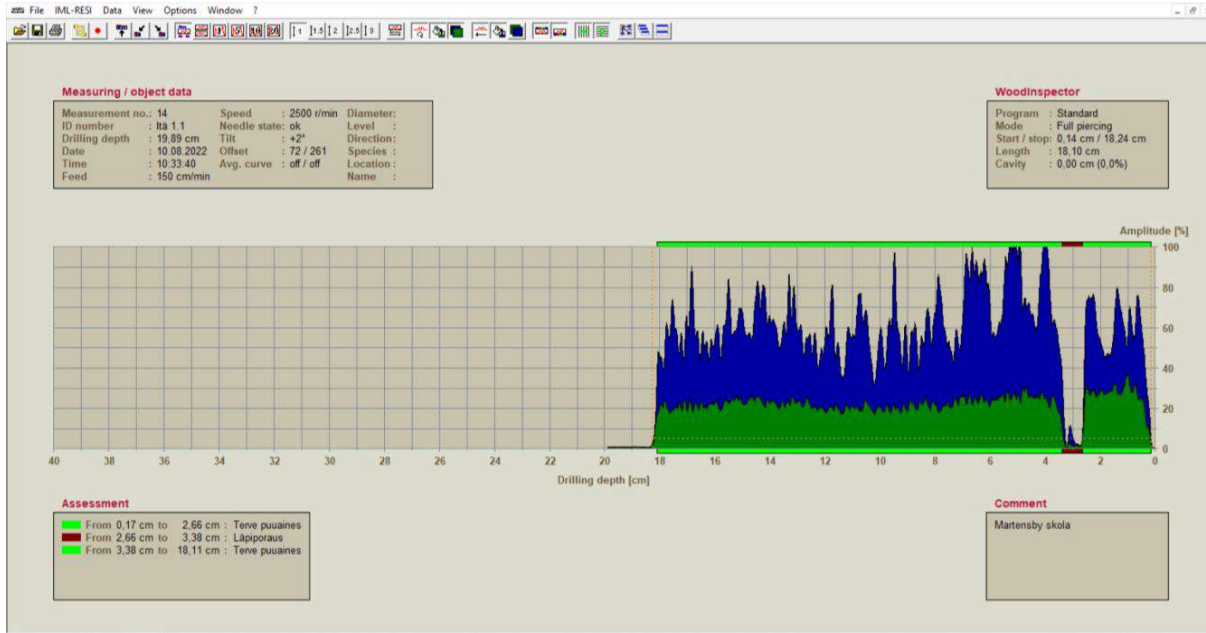 File IML-RESI Data View Options Window ?
Measuring / object data
Measurement no.: 14 Speed : 2500 r/min Diameter:
ID number : Itä 1.1 Needle state: ok Level :
Drilling depth : 19,89 cm Tilt : +2° Direction:
Date : 10.08.2022 Offset : 72 / 261 Species :
Time : 10:33:40 Avg. curve : off / off Location :
Feed : 150 cm/min Name :
WoodInspector
Program : Standard
Mode : Full piercing
Start / stop: 0,14 cm / 18,24 cm
Length : 18,10 cm
Cavity : 0,00 cm (0,0%)
Amplitude [%]
100
80
60
40
20
0
40 38 36 34 32 30 28 26 24 22 20 18 16 14 12 10 8 6 4 2 0
Drilling depth [cm]
Assessment
From 0,17 cm to 2,66 cm : Terve puuaines
From 2,66 cm to 3,38 cm : Läpiporaus
From 3,38 cm to 18,11 cm : Terve puuaines
Comment
Martensby skola